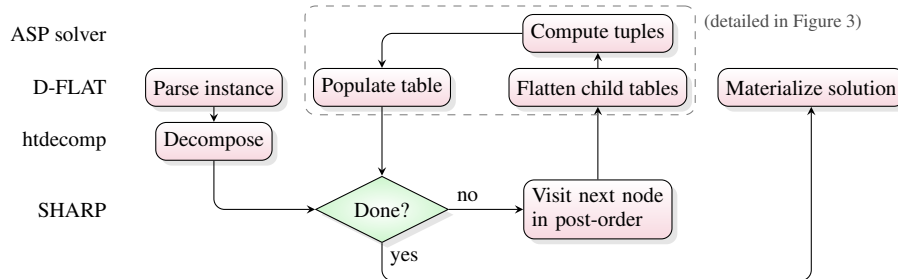 ASP solver
Compute tuples
(detailed in Figure 3)
D-FLAT
Parse instance
Populate table
Flatten child tables
Materialize solution
htdecomp
Decompose
SHARP
Done?
no
Visit next node
in post-order
yes